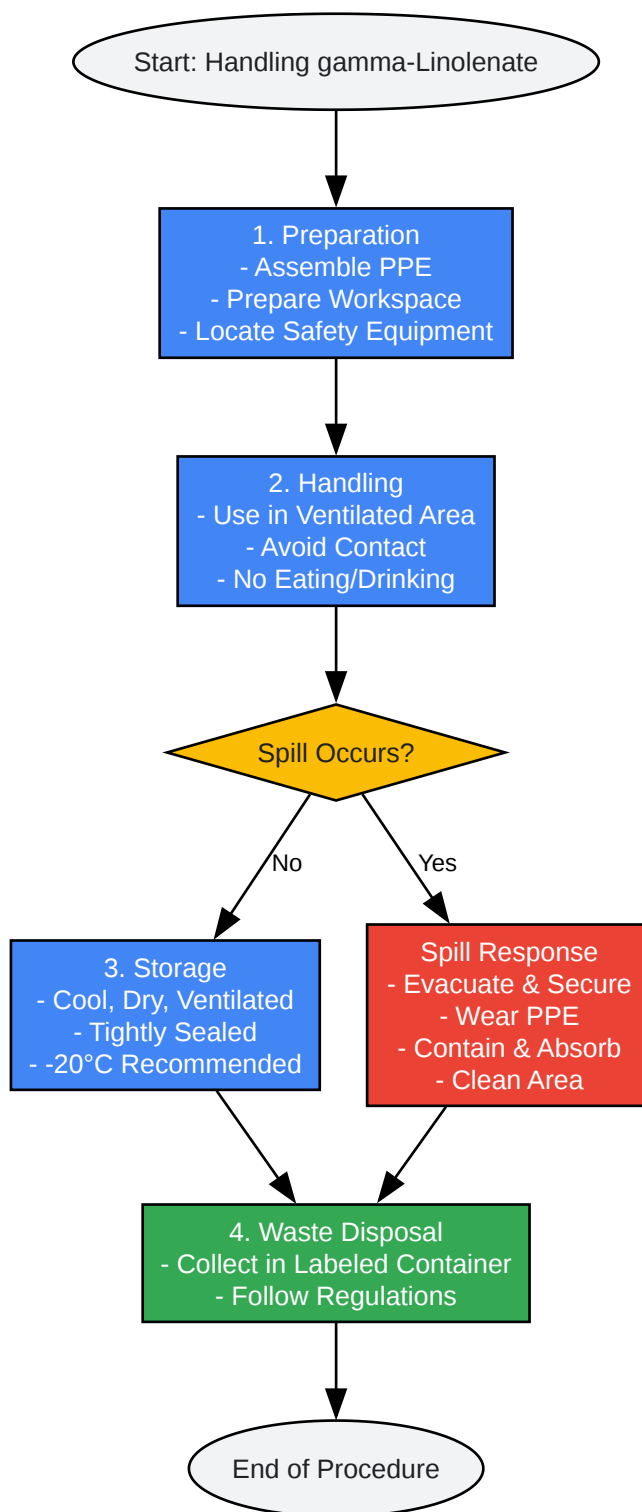 Start: Handling gamma-Linolenate
1. Preparation
- Assemble PPE
- Prepare Workspace
- Locate Safety Equipment
2. Handling
- Use in Ventilated Area
- Avoid Contact
- No Eating/Drinking
Spill Occurs?
No
Yes
3. Storage
- Cool, Dry, Ventilated
- Tightly Sealed
- -20°C Recommended
Spill Response
- Evacuate & Secure
- Wear PPE
- Contain & Absorb
- Clean Area
4. Waste Disposal
- Collect in Labeled Container
- Follow Regulations
End of Procedure